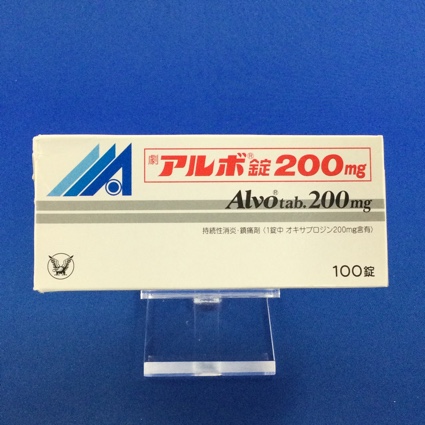 劇 アルボ®錠200mg
Alvo®tab.200mg
持続性消炎・鎮痛剤（1錠中 オキサプロジン200mg含有）
100錠